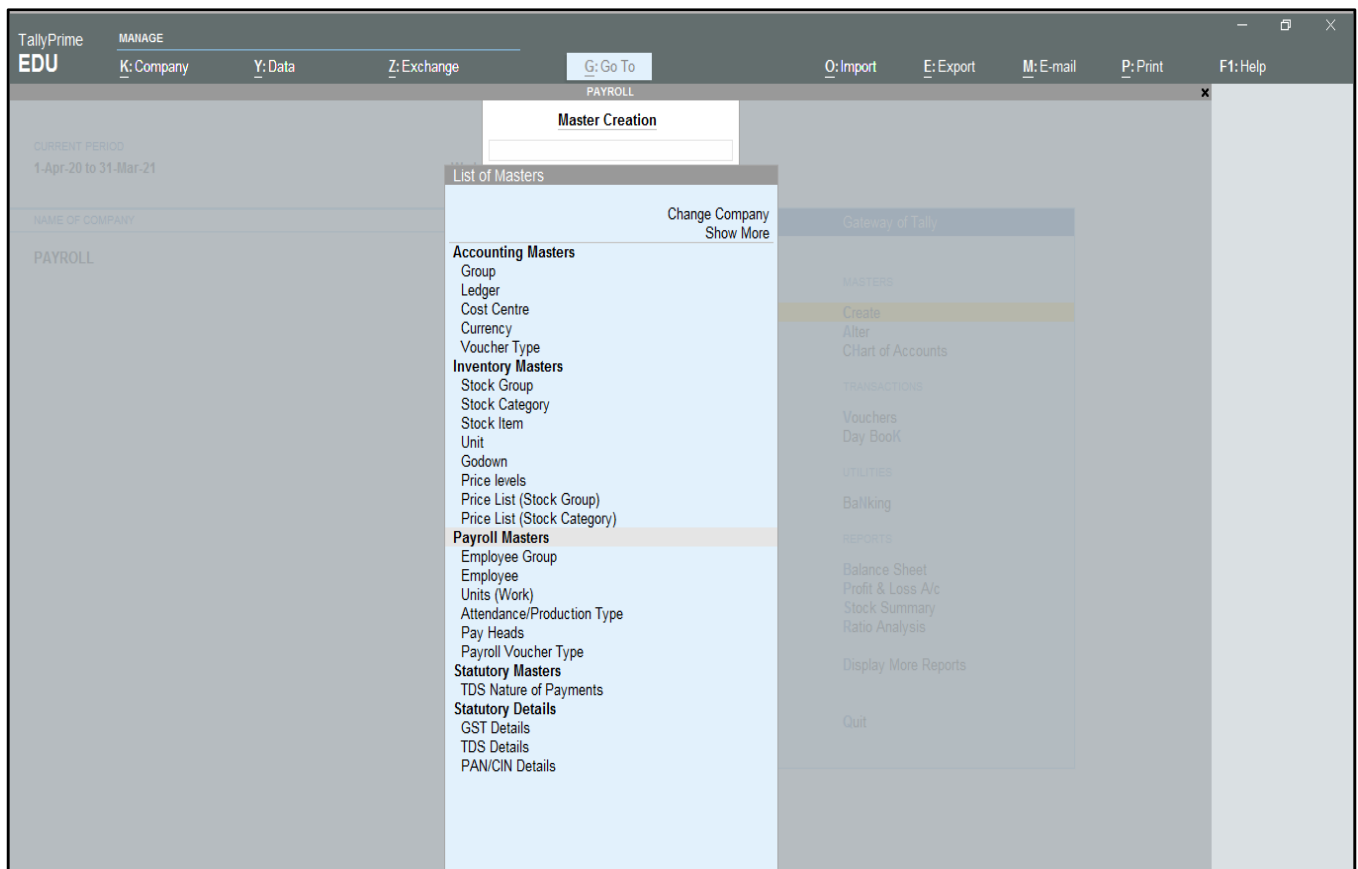 TallyPrime
EDU
MANAGE
K: Company Y: Data Z: Exchange G: Go To O: Import E: Export M: E-mail P: Print F1: Help
PAYROLL
Master Creation
CURRENT PERIOD
1-Apr-20 to 31-Mar-21
NAME OF COMPANY
PAYROLL
List of Masters
Change Company
Show More
Accounting Masters
Group
Ledger
Cost Centre
Currency
Voucher Type
Inventory Masters
Stock Group
Stock Category
Stock Item
Unit
Godown
Price levels
Price List (Stock Group)
Price List (Stock Category)
Payroll Masters
Employee Group
Employee
Units (Work)
Attendance/Production Type
Pay Heads
Payroll Voucher Type
Statutory Masters
TDS Nature of Payments
Statutory Details
GST Details
TDS Details
PAN/CIN Details
Gateway of Tally
MASTERS
Create
Alter
CHart of Accounts
TRANSACTIONS
Vouchers
Day BooK
UTILITIES
BaNking
REPORTS
Balance Sheet
Profit & Loss A/c
Stock Summary
Ratio Analysis
Display More Reports
Quit